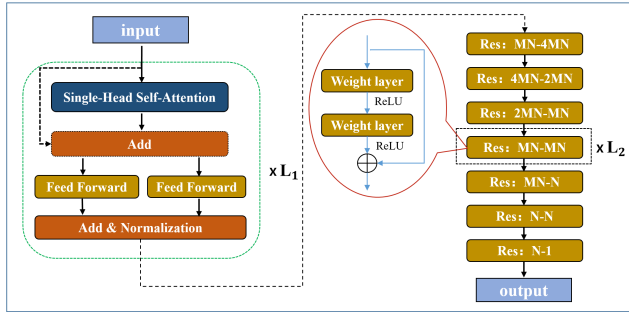 input
Single-Head Self-Attention
Add
Feed Forward
Feed Forward
Add & Normalization
x L₁
Weight layer
ReLU
Weight layer
ReLU
Res: MN-4MN
Res: 4MN-2MN
Res: 2MN-MN
Res: MN-MN
x L₂
Res: MN-N
Res: N-N
Res: N-1
output